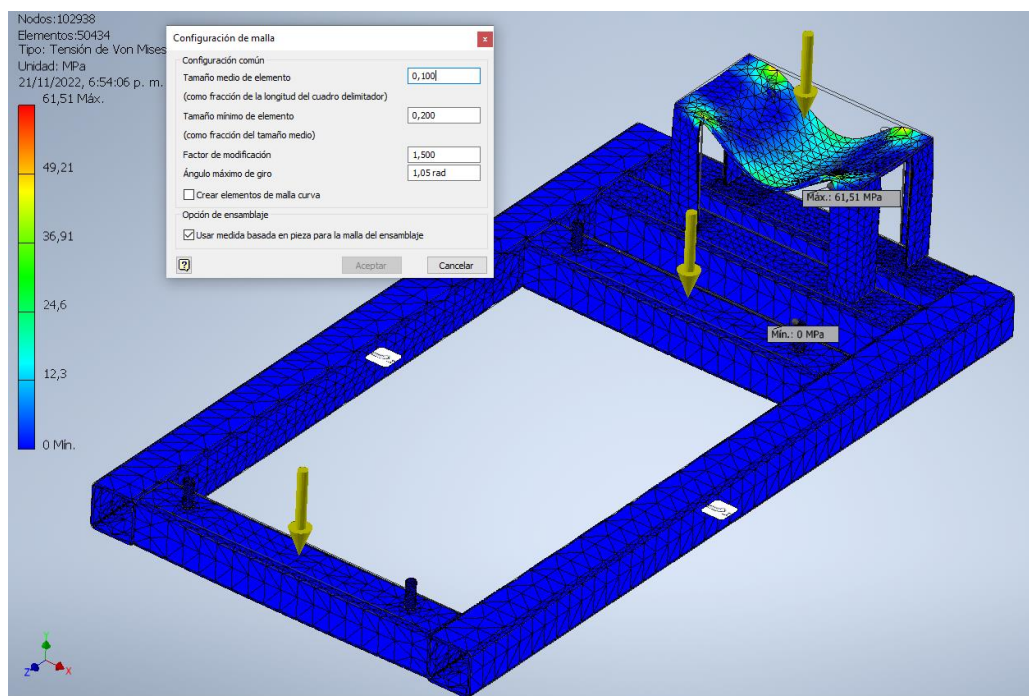 Nodos:102938
Elementos:50434
Tipo: Tensión de Von Mises
Unidad: MPa
21/11/2022, 6:54:06 p. m.
61,51 Máx.
49,21
36,91
24,6
12,3
0 Mín.
Configuración de malla
x
Configuración común
Tamaño medio de elemento
0,100
(como fracción de la longitud del cuadro delimitador)
Tamaño mínimo de elemento
0,200
(como fracción del tamaño medio)
Factor de modificación
1,500
Ángulo máximo de giro
1,05 rad
Crear elementos de malla curva
Opción de ensamblaje
Usar medida basada en pieza para la malla del ensamblaje
?
Aceptar
Cancelar
Máx.: 61,51 MPa
Mín.: 0 MPa
Y
Z
X